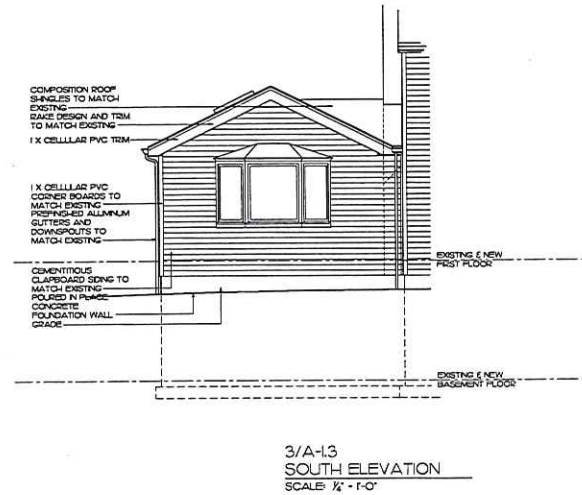 COMPOSITION ROOF
SHINGLES TO MATCH
EXISTING
RAKE DESIGN AND TRIM
TO MATCH EXISTING
1 X CELLULAR PVC TRIM
1 X CELLULAR PVC
CORNER BOARDS TO
MATCH EXISTING
PREFINISHED ALUMINUM
GUTTERS AND
DOWNSPOUTS TO
MATCH EXISTING
CEMENTITIOUS
CLAPBOARD SIDING TO
MATCH EXISTING
POURED IN PLACE
CONCRETE
FOUNDATION WALL
GRADE
EXISTING & NEW
FIRST FLOOR
EXISTING & NEW
BASEMENT FLOOR
3/A-1.3
SOUTH ELEVATION
SCALE: ¼" = 1'-0"